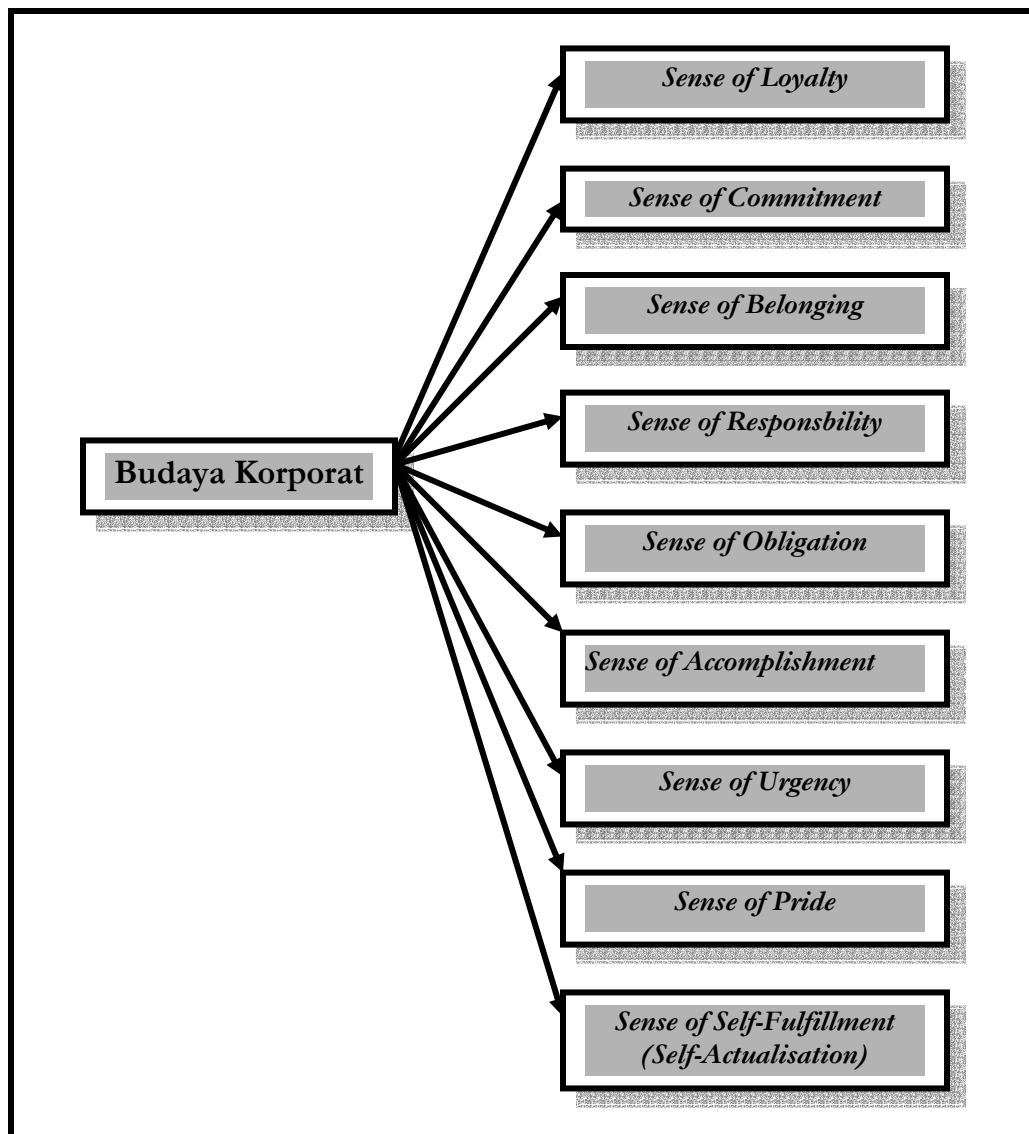 Sense of Loyalty
Sense of Commitment
Sense of Belonging
Sense of Responsbility
Budaya Korporat
Sense of Obligation
Sense of Accomplishment
Sense of Urgency
Sense of Pride
Sense of Self-Fulfillment
(Self-Actualisation)